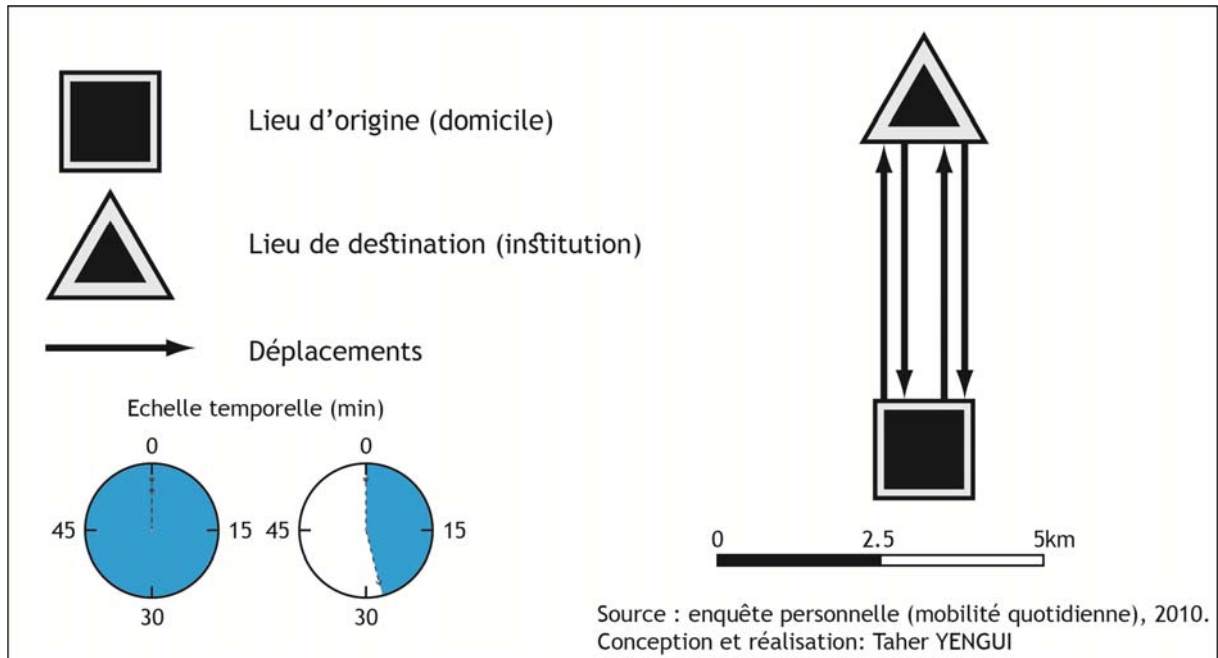 Lieu d'origine (domicile)
Lieu de destination (institution)
Déplacements
Echelle temporelle (min)
0
45
15
30
0
45
15
30
0 2.5 5km
Source : enquête personnelle (mobilité quotidienne), 2010.
Conception et réalisation: Taher YENGUI